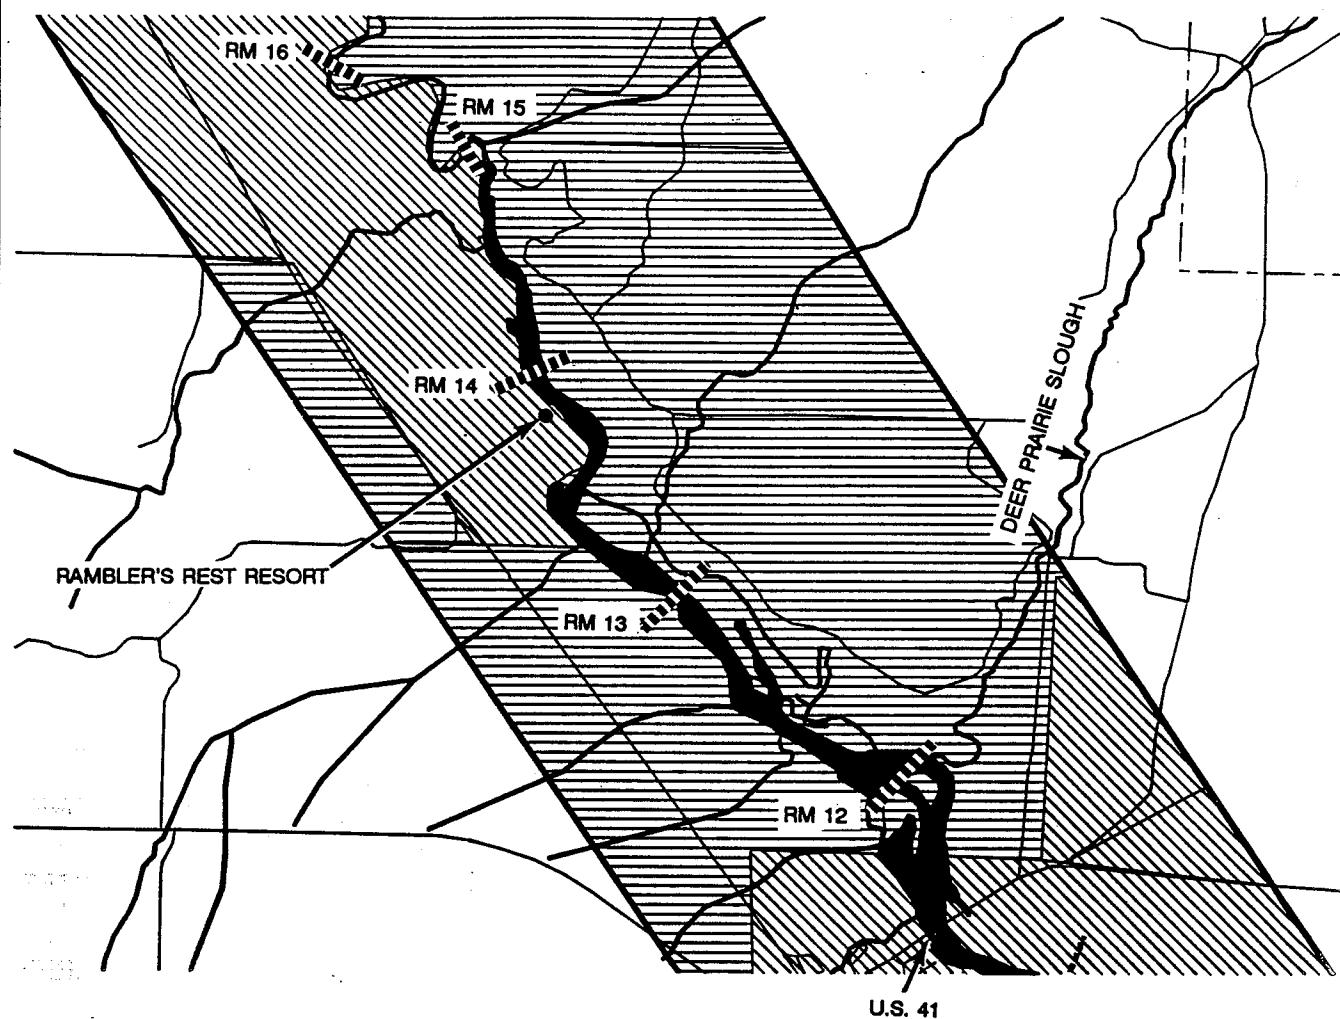 RM 16
RM 15
RM 14
DEER PRAIRIE SLOUGH
RAMBLER'S REST RESORT
RM 13
RM 12
U.S. 41